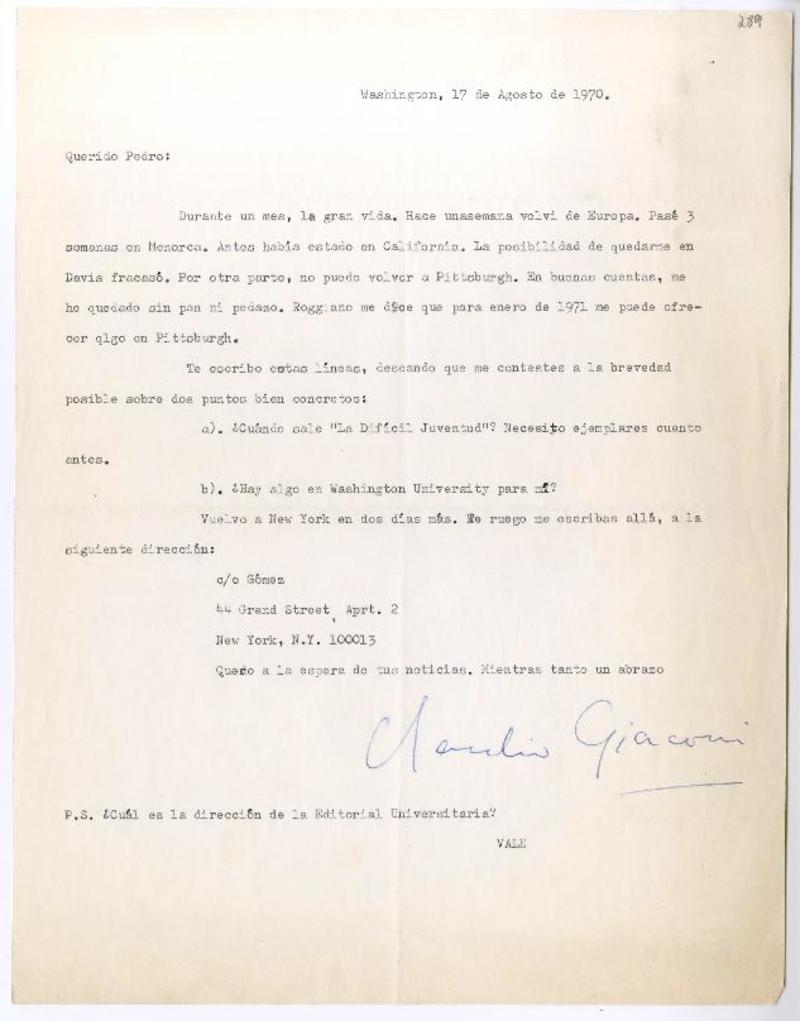 289
Washington, 17 de Agosto de 1970.
Querido Pedro:
Durante un mes, la gran vida. Hace unasemana volví de Europa. Pasé 3
semanas en Menorca. Antes había estado en California. La posibilidad de quedarme en
Davis fracasó. Por otra parte, no puedo volver a Pittsburgh. En buenas cuentas, me
he quedado sin pan ni pedazo. Roggiano me dice que para enero de 1971 me puede ofre-
cer qlgo en Pittsburgh.
Te escribo estas líneas, deseando que me contestes a la brevedad
posible sobre dos puntos bien concretos:
a). ¿Cuándo sale "La Difícil Juventud"? Necesito ejemplares cuanto
antes.
b). ¿Hay algo en Washington University para mí?
Vuelvo a New York en dos días más. Te ruego me escribas allá, a la
siguiente dirección:
c/o Gómez
44 Grand Street, Aprt. 2
New York, N.Y. 100013
Quedo a la espera de tus noticias. Mientras tanto un abrazo
Claudio Giaconi
P.S. ¿Cuál es la dirección de la Editorial Universitaria?
VALE